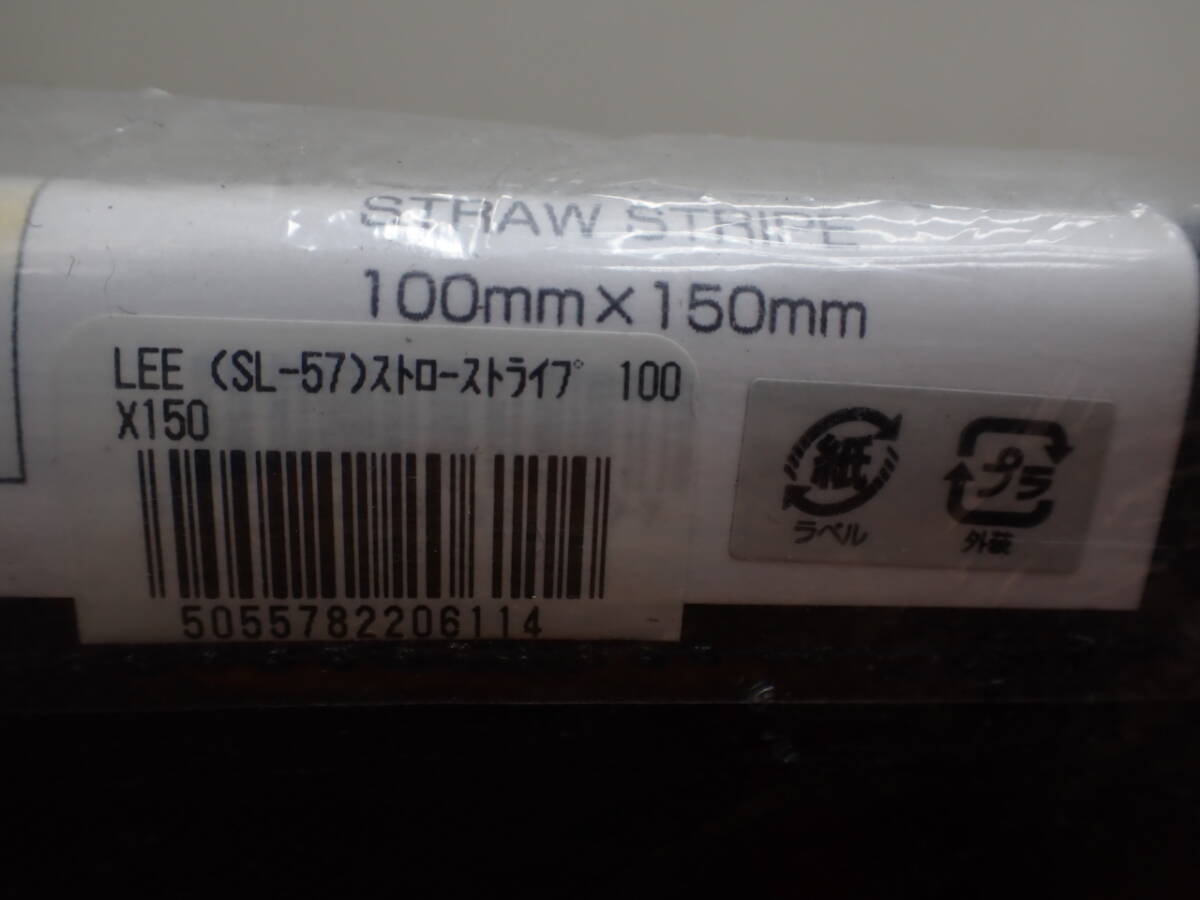 STRAW STRIPE
100mm×150mm
LEE (SL-57)ストローストライプ 100
X150
5055782206114
紙
ラベル
プラ
外装